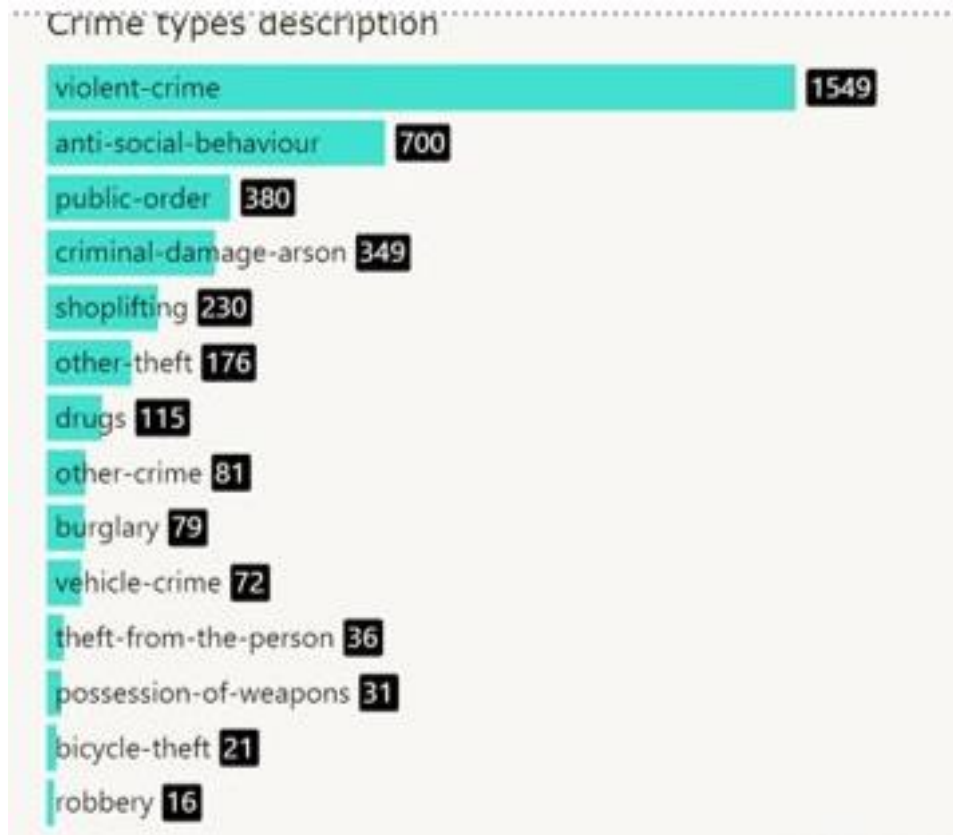 Crime types description
violent-crime 1549
anti-social-behaviour 700
public-order 380
criminal-damage-arson 349
shoplifting 230
other-theft 176
drugs 115
other-crime 81
burglary 79
vehicle-crime 72
theft-from-the-person 36
possession-of-weapons 31
bicycle-theft 21
robbery 16